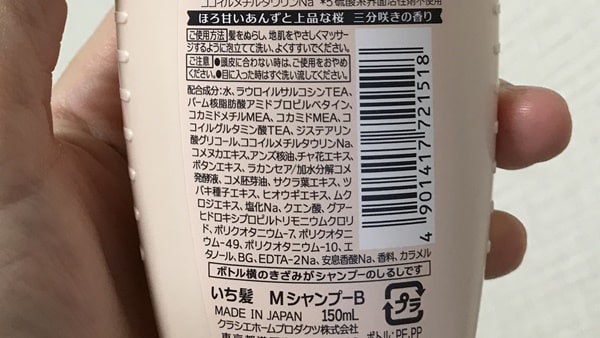 ココイルメチルタウリンNa *5硫酸系界面活性剤不使用
ほろ甘いあんずと上品な桜 三分咲きの香り
ご使用方法 髪をぬらし、地肌をやさしくマッサー
ジするように泡立てて洗い、よくすすいでください。
ご注意 ●頭皮に合わない時は、ご使用をおやめ
ください。●目に入った時はすぐ洗い流してください。
配合成分:水、ラウロイルサルコシンTEA、
パーム核脂肪酸アミドプロピルベタイン、
コカミドメチルMEA、コカミドMEA、コ
コイルグルタミン酸TEA、ジステアリン
酸グリコール、ココイルメチルタウリンNa、
コメヌカエキス、アンズ核油、チャ花エキス、
ボタンエキス、ラカンセア/加水分解コメ
発酵液、コメ胚芽油、サクラ葉エキス、ツ
バキ種子エキス、ヒオウギエキス、ムク
ロジエキス、塩化Na、クエン酸、グアー
ヒドロキシプロピルトリモニウムクロリ
ド、ポリクオタニウム-7、ポリクオタニ
ウム-49、ポリクオタニウム-10、エ
タノール、BG、EDTA-2Na、安息香酸Na、香料、カラメル
4901417721518
ボトル横のきざみがシャンプーのしるしです
いち髪 MシャンプーB
MADE IN JAPAN 150mL
プラ
クラシエホームプロダクツ株式会社
ボトル:PE,PP